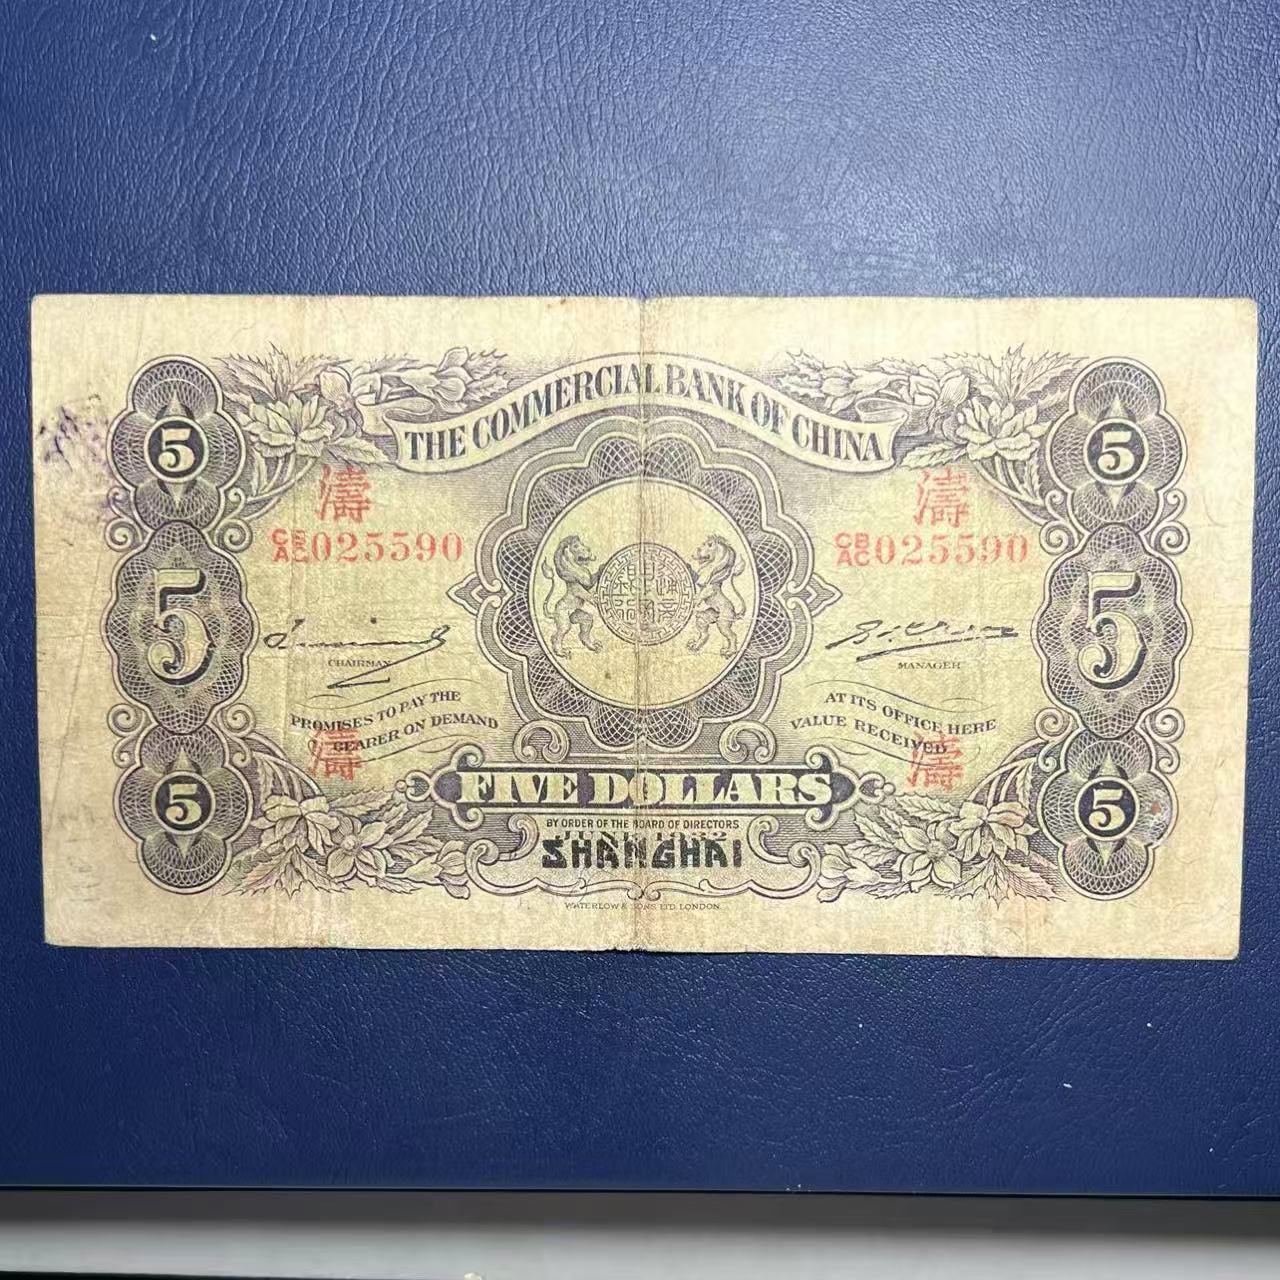 THE COMMERCIAL BANK OF CHINA
5
5
濤
濤
CB
AC 025590
CB
AC 025590
5
5
CHAIRMAN
MANAGER
PROMISES TO PAY THE
BEARER ON DEMAND
AT ITS OFFICE HERE
VALUE RECEIVED
濤
濤
5
5
FIVE DOLLARS
BY ORDER OF THE BOARD OF DIRECTORS
JUNE 1932
SHANGHAI
WATERLOW & SONS LTD. LONDON.